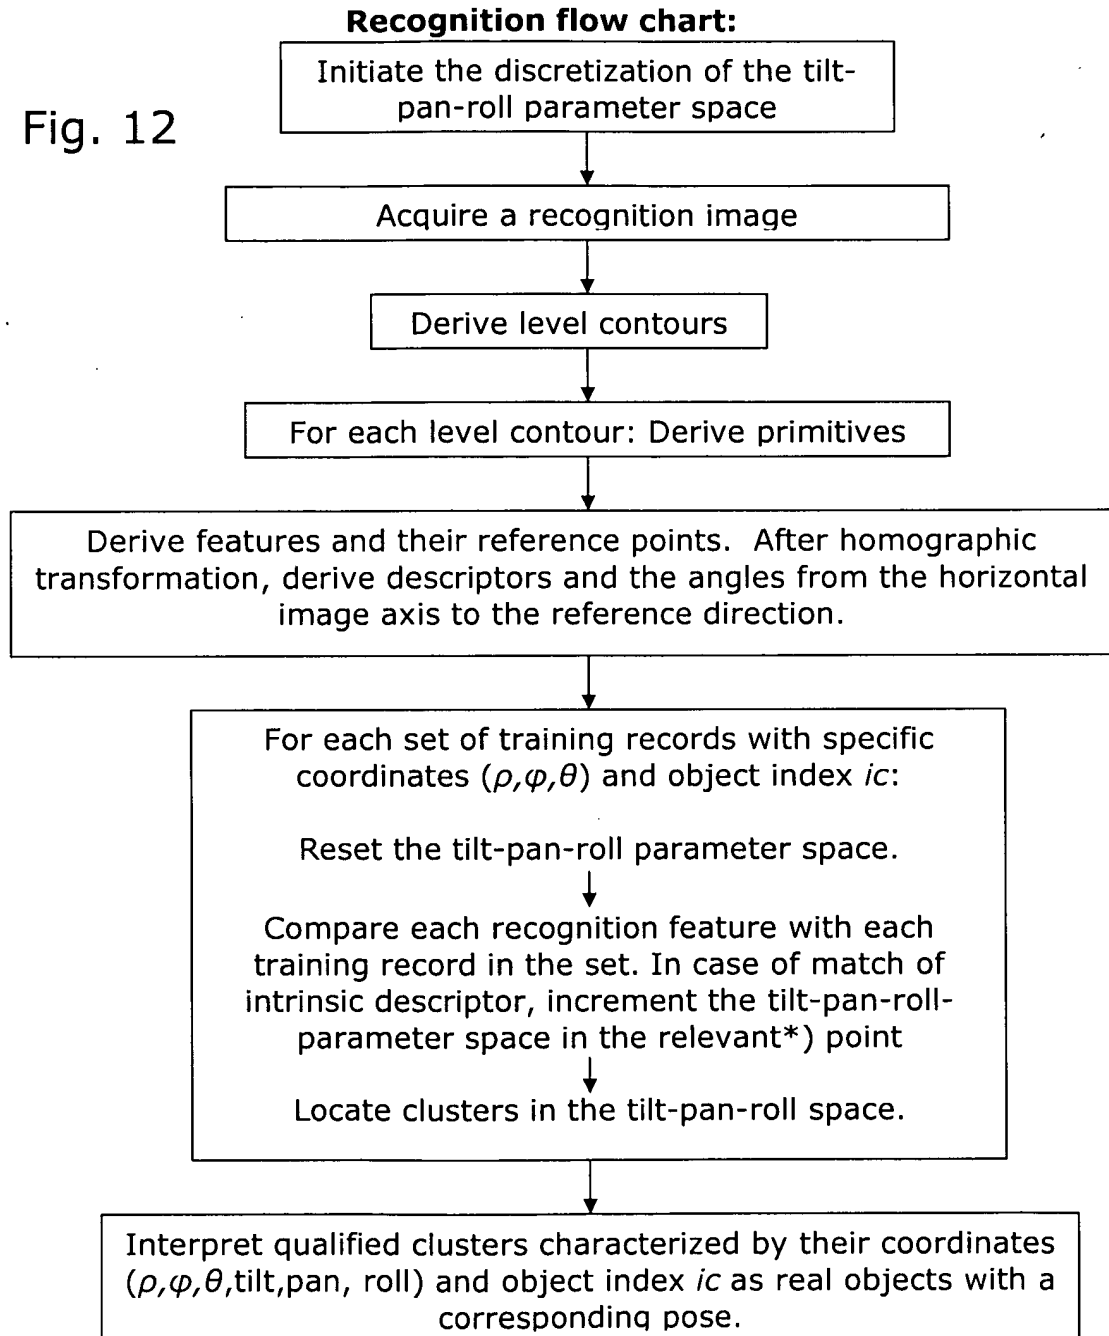 Recognition flow chart:
Initiate the discretization of the tilt-
pan-roll parameter space
Fig. 12
Acquire a recognition image
Derive level contours
For each level contour: Derive primitives
Derive features and their reference points. After homographic
transformation, derive descriptors and the angles from the horizontal
image axis to the reference direction.
For each set of training records with specific
coordinates (ρ,φ,θ) and object index ic:
Reset the tilt-pan-roll parameter space.
Compare each recognition feature with each
training record in the set. In case of match of
intrinsic descriptor, increment the tilt-pan-roll-
parameter space in the relevant*) point
Locate clusters in the tilt-pan-roll space.
Interpret qualified clusters characterized by their coordinates
(ρ,φ,θ,tilt,pan, roll) and object index ic as real objects with a
corresponding pose.